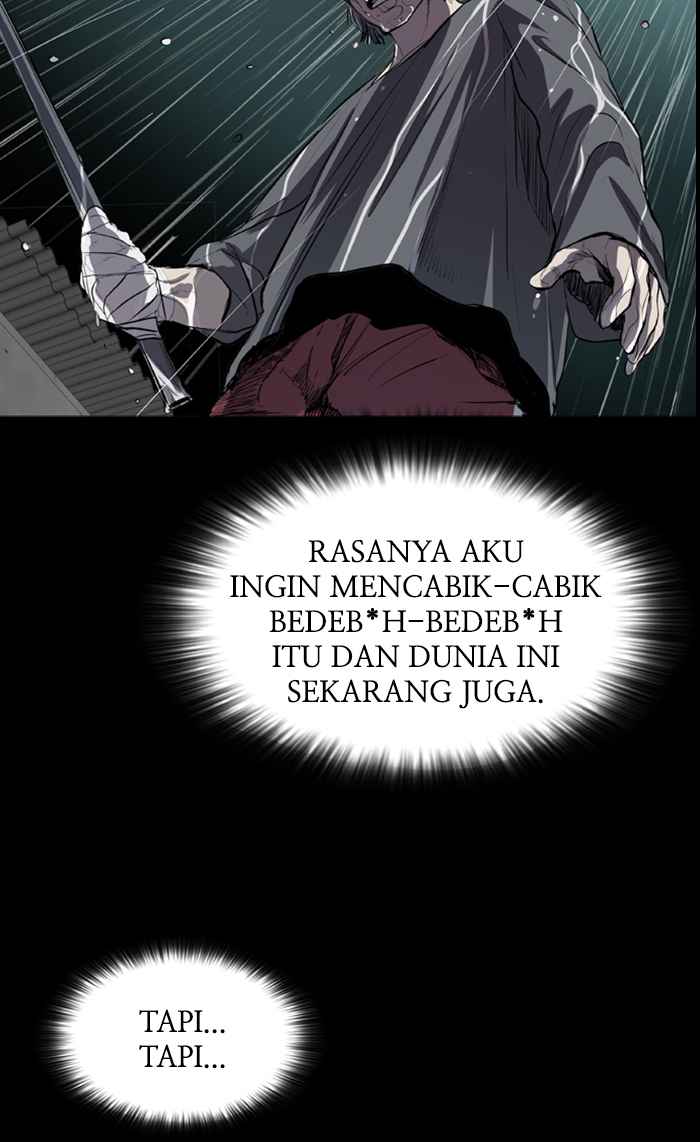 RASANYA AKU
INGIN MENCABIK-CABIK
BEDEB*H-BEDEB*H
ITU DAN DUNIA INI
SEKARANG JUGA.
TAPI...
TAPI...